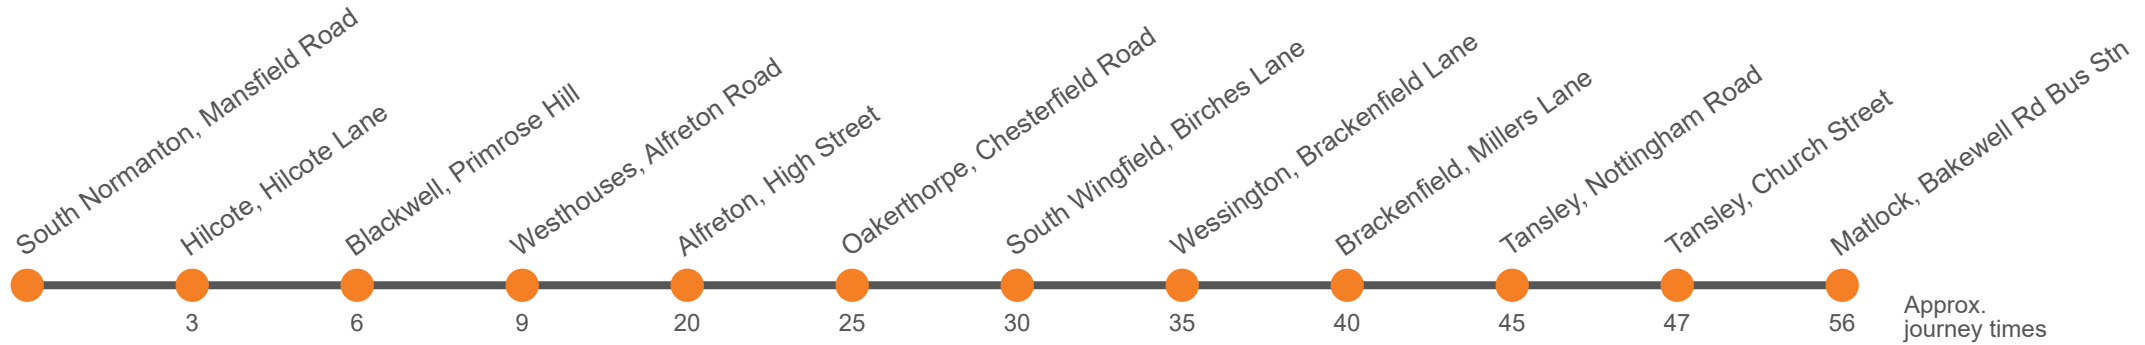 South Normanton, Mansfield Road
Hilcote, Hilcote Lane
Blackwell, Primrose Hill
Westhouses, Alfreton Road
Alfreton, High Street
Oakerthorpe, Chesterfield Road
South Wingfield, Birches Lane
Wessington, Brackenfield Lane
Brackenfield, Millers Lane
Tansley, Nottingham Road
Tansley, Church Street
Matlock, Bakewell Rd Bus Stn
3 6 9 20 25 30 35 40 45 47 56
Approx.
journey times